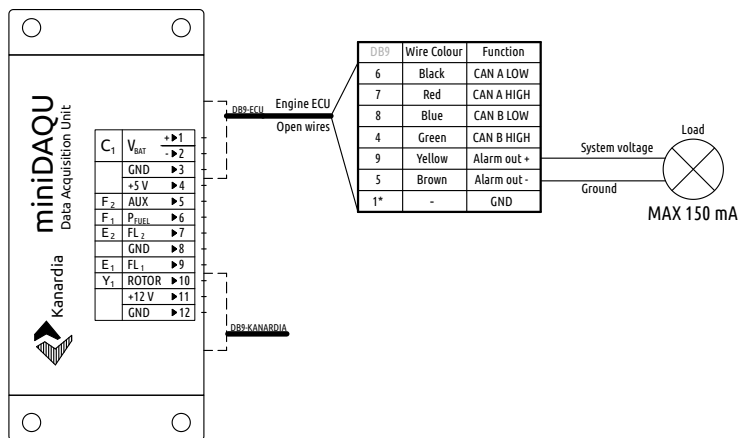 miniDAQU
Data Acquisition Unit
Kanardia
C1 VBAT + ▶1
- ▶2
GND ▶3
+5 V ▶4
F2 AUX ▶5
F1 PFUEL ▶6
E2 FL2 ▶7
GND ▶8
E1 FL1 ▶9
Y1 ROTOR ▶10
+12 V ▶11
GND ▶12
DB9-ECU
Engine ECU
Open wires
DB9-KANARDIA
DB9 Wire Colour Function
6 Black CAN A LOW
7 Red CAN A HIGH
8 Blue CAN B LOW
4 Green CAN B HIGH
9 Yellow Alarm out +
5 Brown Alarm out -
1* - GND
System voltage
Ground
Load
MAX 150 mA